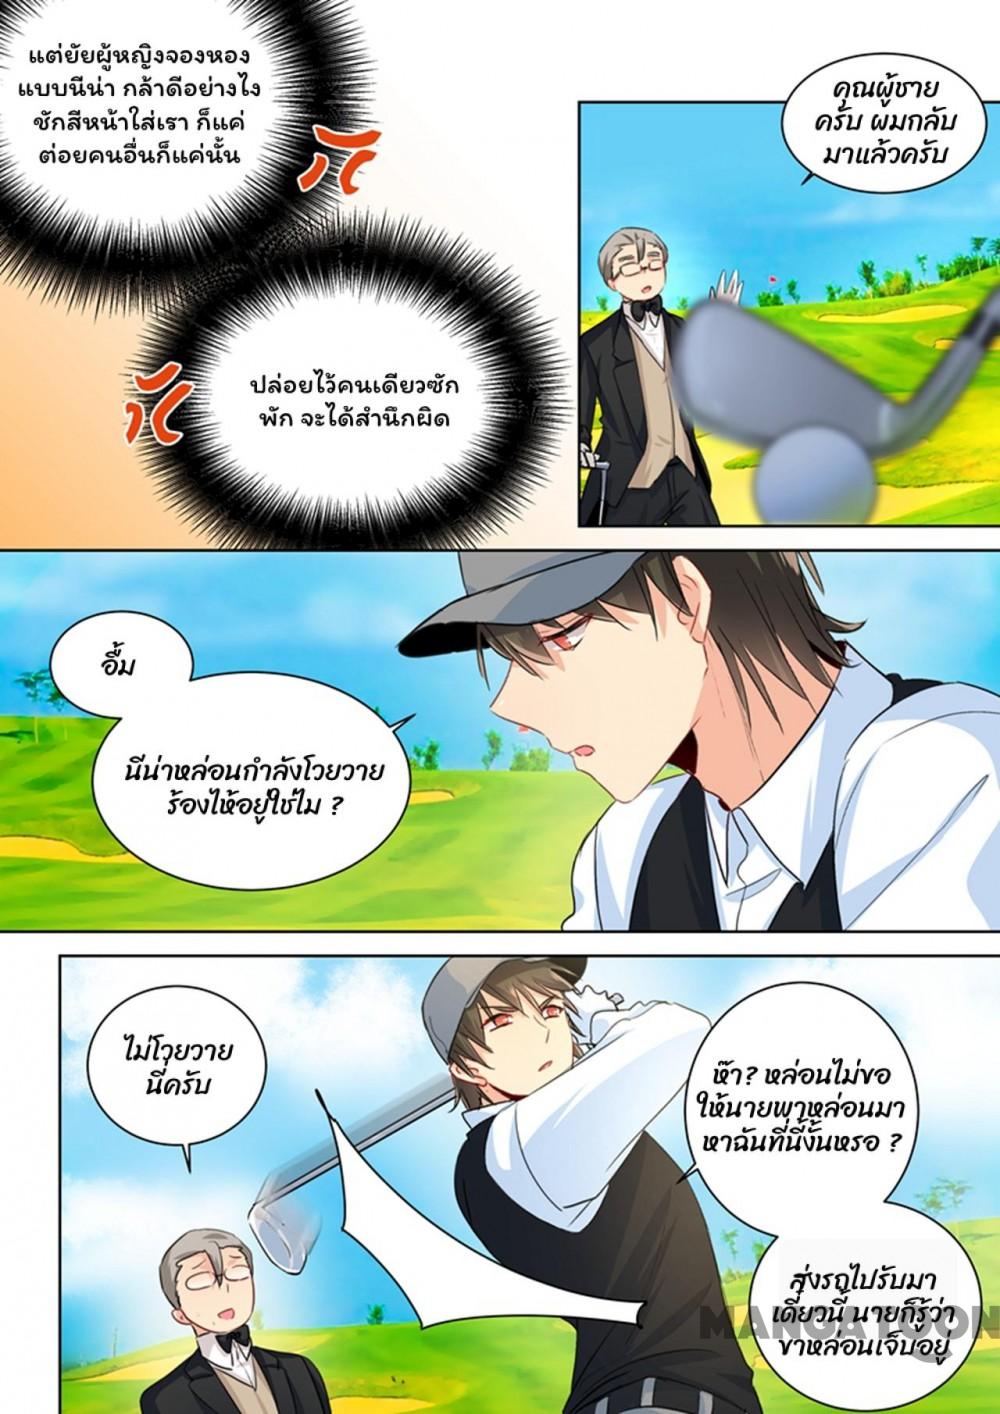 แต่ยัยผู้หญิงจองหอง
แบบนีน่า กล้าดีอย่างไง
ชักสีหน้าใส่เรา ก็แค่
ต่อยคนอื่นก็แค่นั้น
คุณผู้ชาย
ครับ ผมกลับ
มาแล้วครับ
ปล่อยไว้คนเดียวซัก
พัก จะได้สำนึกผิด
อื้ม
นีน่าหล่อนกำลังโวยวาย
ร้องไห้อยู่ใช่ไม ?
ไม่โวยวาย
นี่ครับ
ห๊า? หล่อนไม่ขอ
ให้นายพาหล่อนมา
หาฉันที่นี้งั้นหรอ ?
ส่งรถไปรับมา
เดี๋ยวนี้ นายก็รู้ว่า
ขาหล่อนเจ็บอยู่
MANGATOON